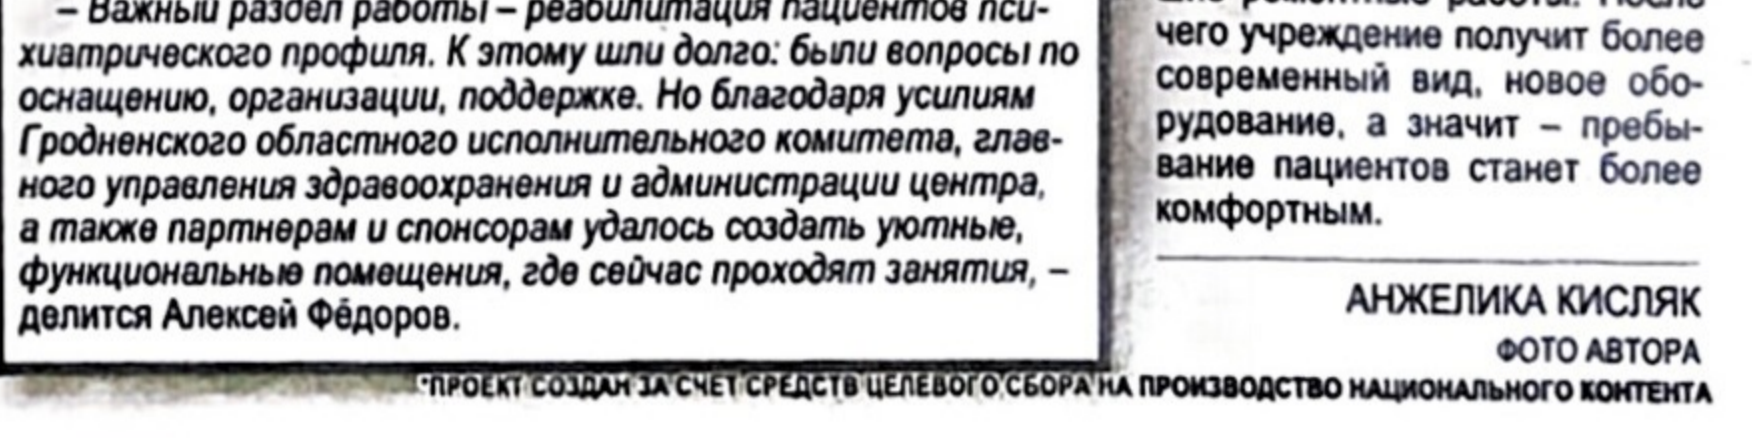 – Важный раздел работы – реабилитация пациентов пси-
хиатрического профиля. К этому шли долго: были вопросы по
оснащению, организации, поддержке. Но благодаря усилиям
Гродненского областного исполнительного комитета, глав-
ного управления здравоохранения и администрации центра,
а также партнерам и спонсорам удалось создать уютные,
функциональные помещения, где сейчас проходят занятия, –
делится Алексей Фёдоров.
ремонтные работы. После
чего учреждение получит более
современный вид, новое обо-
рудование, а значит – пребы-
вание пациентов станет более
комфортным.
АНЖЕЛИКА КИСЛЯК
ФОТО АВТОРА
*ПРОЕКТ СОЗДАН ЗА СЧЕТ СРЕДСТВ ЦЕЛЕВОГО СБОРА НА ПРОИЗВОДСТВО НАЦИОНАЛЬНОГО КОНТЕНТА